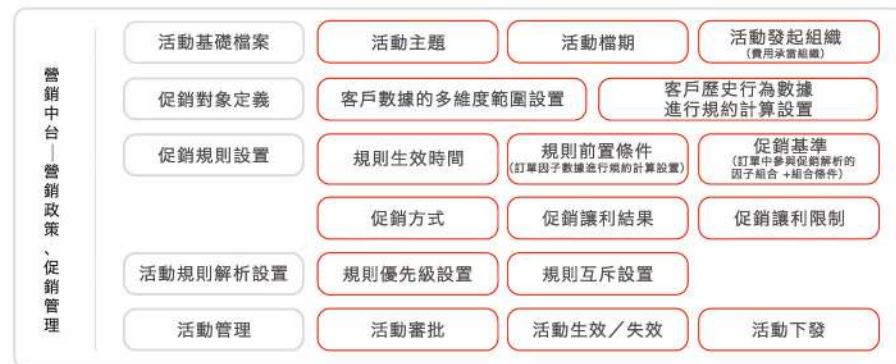 營銷中台—營銷政策、促銷管理
活動基礎檔案
活動主題
活動檔期
活動發起組織
(費用承當組織)
促銷對象定義
客戶數據的多維度範圍設置
客戶歷史行為數據
進行規約計算設置
促銷規則設置
規則生效時間
規則前置條件
(訂單因子數據進行規約計算設置)
促銷基準
(訂單中參與促銷解析的
因子組合 +組合條件)
促銷方式
促銷讓利結果
促銷讓利限制
活動規則解析設置
規則優先級設置
規則互斥設置
活動管理
活動審批
活動生效／失效
活動下發